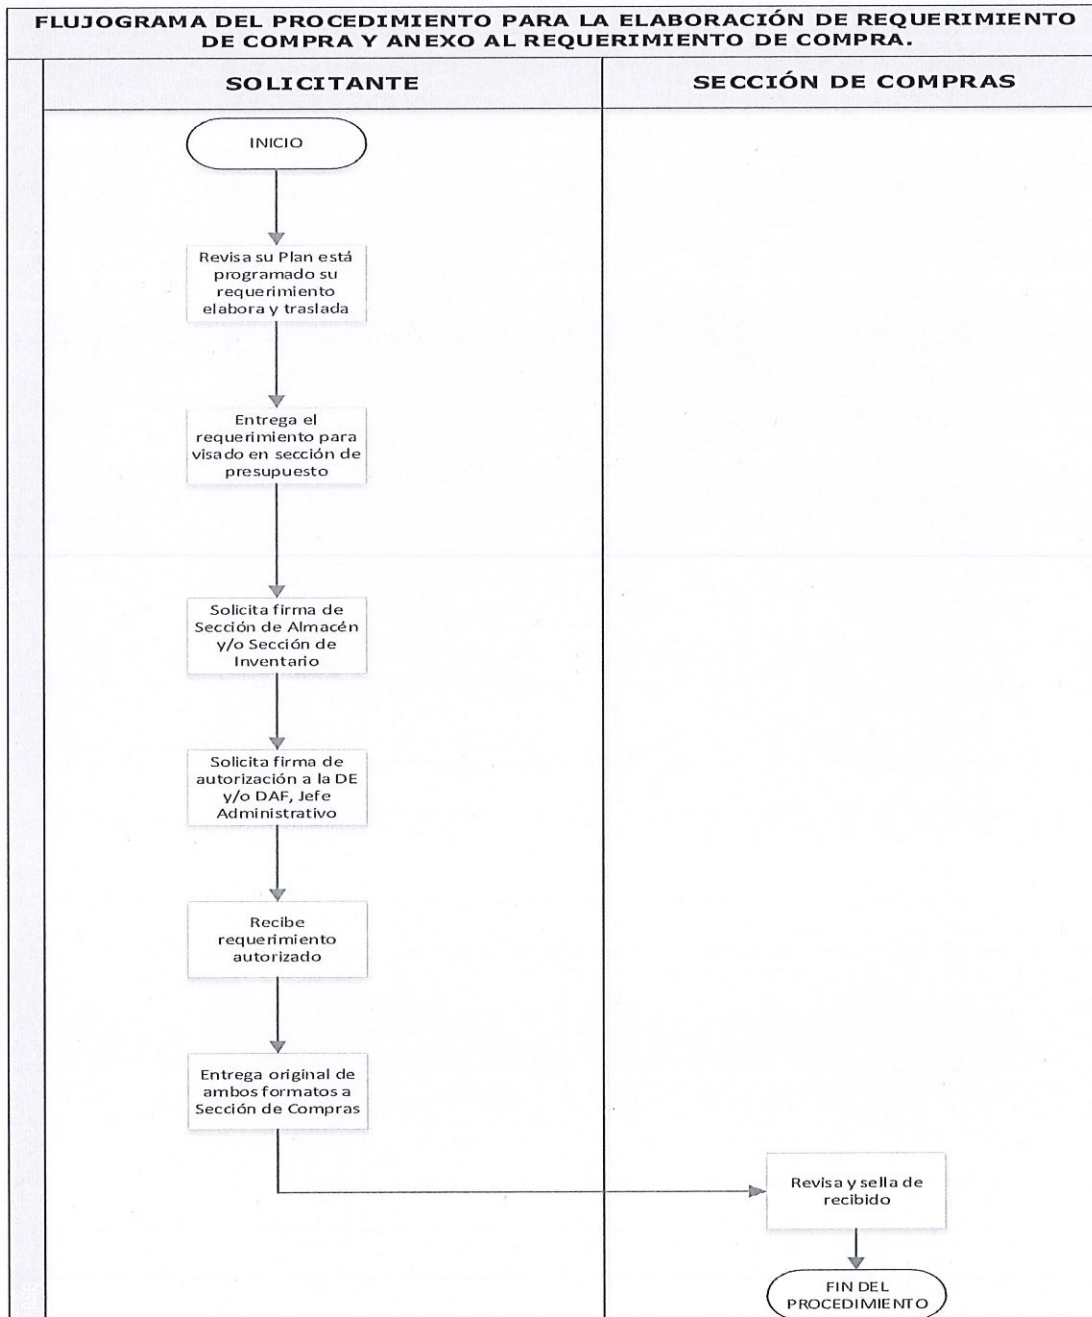 FLUJOGRAMA DEL PROCEDIMIENTO PARA LA ELABORACIÓN DE REQUERIMIENTO
DE COMPRA Y ANEXO AL REQUERIMIENTO DE COMPRA.
SOLICITANTE
SECCIÓN DE COMPRAS
INICIO
Revisa su Plan está
programado su
requerimiento
elabora y traslada
Entrega el
requerimiento para
visado en sección de
presupuesto
Solicita firma de
Sección de Almacén
y/o Sección de
Inventario
Solicita firma de
autorización a la DE
y/o DAF, Jefe
Administrativo
Recibe
requerimiento
autorizado
Entrega original de
ambos formatos a
Sección de Compras
Revisa y sella de
recibido
FIN DEL
PROCEDIMIENTO